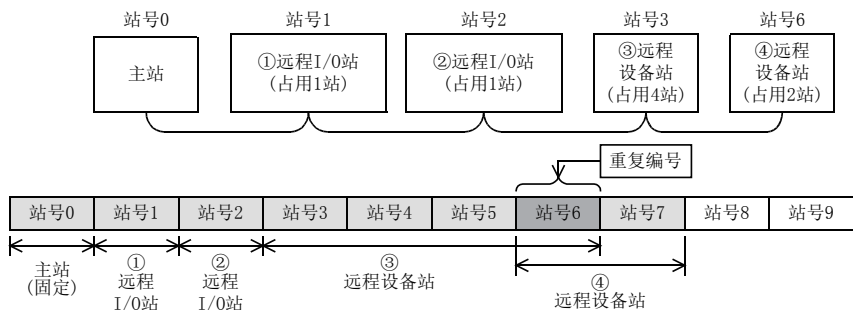 站号0
站号1
站号2
站号3
站号6
主站
①远程I/O站
(占用1站)
②远程I/O站
(占用1站)
③远程
设备站
(占用4站)
④远程
设备站
(占用2站)
重复编号
站号0
站号1
站号2
站号3
站号4
站号5
站号6
站号7
站号8
站号9
主站
(固定)
①
远程
I/O站
②
远程
I/O站
③
远程设备站
④
远程设备站